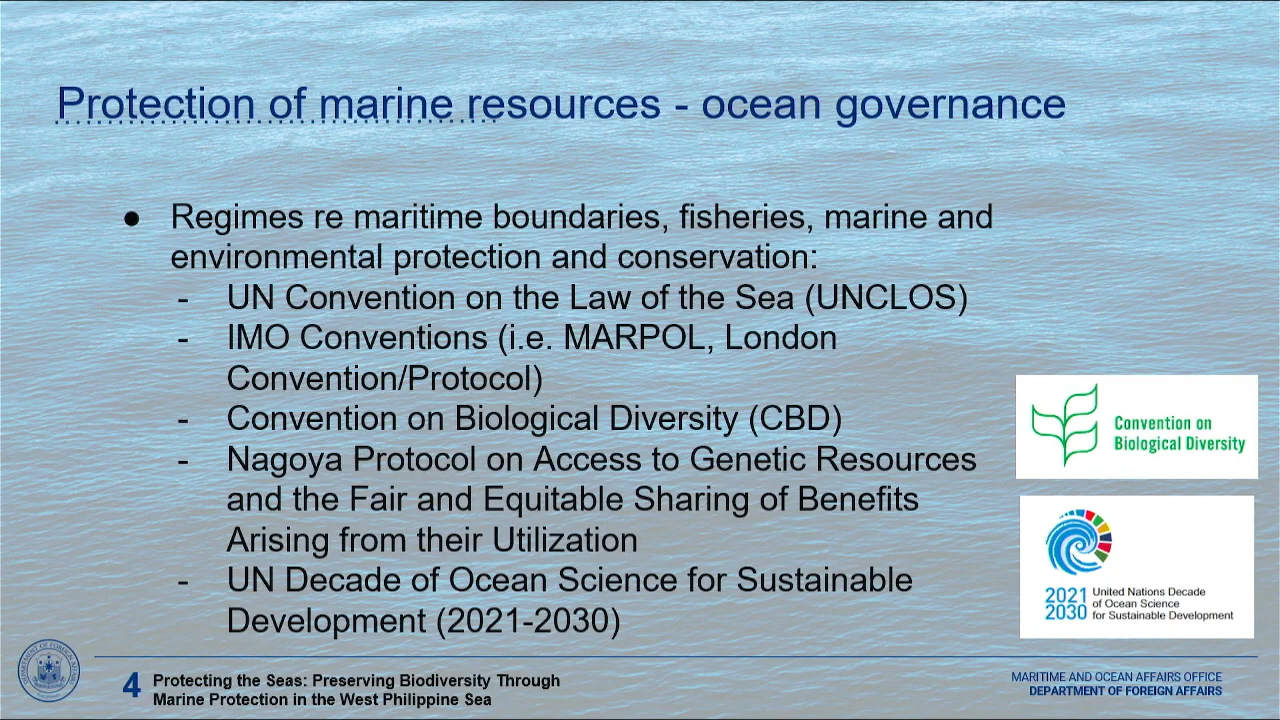 Protection of marine resources - ocean governance
● Regimes re maritime boundaries, fisheries, marine and
environmental protection and conservation:
- UN Convention on the Law of the Sea (UNCLOS)
- IMO Conventions (i.e. MARPOL, London
Convention/Protocol)
- Convention on Biological Diversity (CBD)
- Nagoya Protocol on Access to Genetic Resources
and the Fair and Equitable Sharing of Benefits
Arising from their Utilization
- UN Decade of Ocean Science for Sustainable
Development (2021-2030)
Convention on
Biological Diversity
2021
2030
United Nations Decade
of Ocean Science
for Sustainable Development
DEPARTMENT OF FOREIGN AFFAIRS
4
Protecting the Seas: Preserving Biodiversity Through
Marine Protection in the West Philippine Sea
MARITIME AND OCEAN AFFAIRS OFFICE
DEPARTMENT OF FOREIGN AFFAIRS